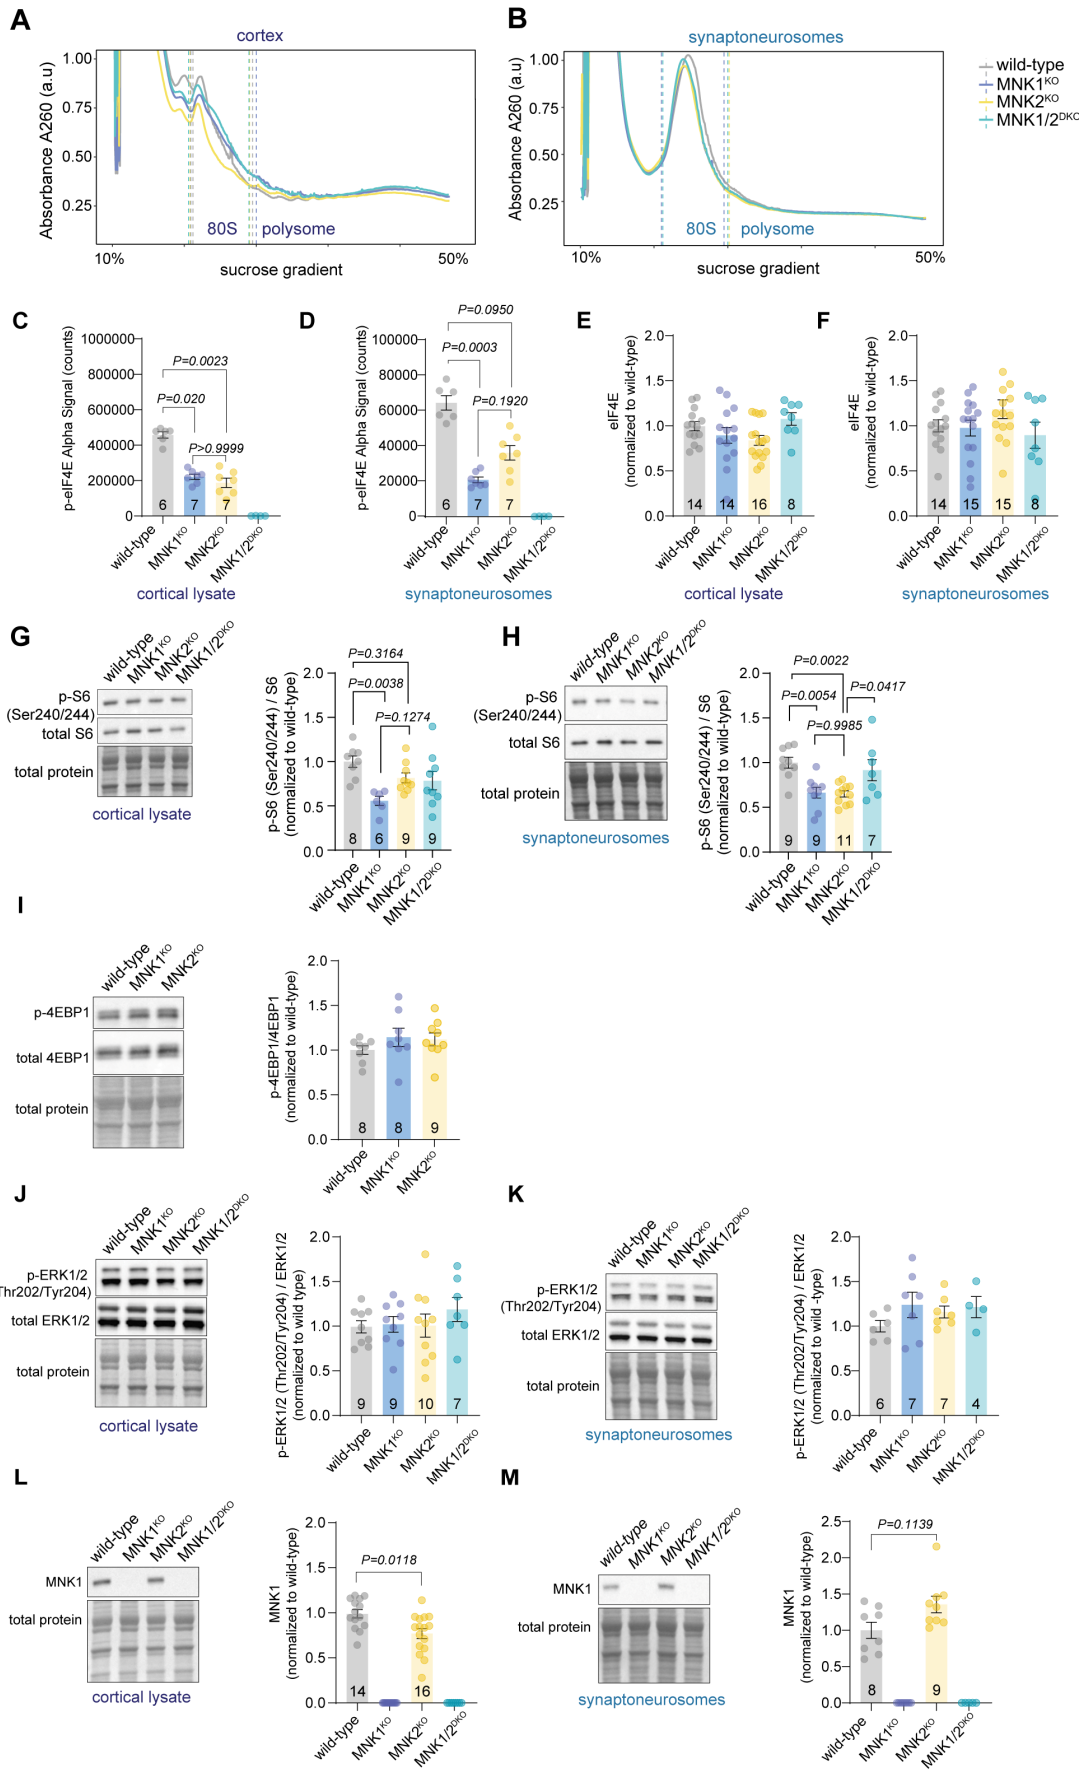 A
cortex
Absorbance A260 (a.u)
1.00
0.75
0.50
0.25
80S
polysome
10%
sucrose gradient
50%
B
synaptoneurosomes
Absorbance A260 (a.u)
1.00
0.75
0.50
0.25
80S
polysome
10%
sucrose gradient
50%
wild-type
MNK1KO
MNK2KO
MNK1/2DKO
C
p-eIF4E Alpha Signal (counts)
1000000
800000
600000
400000
200000
0
P=0.0023
P=0.020
P>0.9999
6
7
7
wild-type
MNK1KO
MNK2KO
MNK1/2DKO
cortical lysate
D
p-eIF4E Alpha Signal (counts)
100000
80000
60000
40000
20000
0
P=0.0950
P=0.0003
P=0.1920
6
7
7
wild-type
MNK1KO
MNK2KO
MNK1/2DKO
synaptoneurosomes
E
eIF4E
(normalized to wild-type)
2.0
1.5
1.0
0.5
0.0
14
14
16
8
wild-type
MNK1KO
MNK2KO
MNK1/2DKO
cortical lysate
F
eIF4E
(normalized to wild-type)
2.0
1.5
1.0
0.5
0.0
14
15
15
8
wild-type
MNK1KO
MNK2KO
MNK1/2DKO
synaptoneurosomes
G
wild-type
MNK1KO
MNK2KO
MNK1/2DKO
p-S6
(Ser240/244)
total S6
total protein
cortical lysate
p-S6 (Ser240/244) / S6
(normalized to wild-type)
2.0
1.5
1.0
0.5
0.0
P=0.3164
P=0.0038
P=0.1274
8
6
9
9
wild-type
MNK1KO
MNK2KO
MNK1/2DKO
H
wild-type
MNK1KO
MNK2KO
MNK1/2DKO
p-S6
(Ser240/244)
total S6
total protein
synaptoneurosomes
p-S6 (Ser240/244) / S6
(normalized to wild-type)
2.0
1.5
1.0
0.5
0.0
P=0.0022
P=0.0054
P=0.0417
P=0.9985
9
9
11
7
wild-type
MNK1KO
MNK2KO
MNK1/2DKO
I
wild-type
MNK1KO
MNK2KO
p-4EBP1
total 4EBP1
total protein
p-4EBP1/4EBP1
(normalized to wild-type)
2.0
1.5
1.0
0.5
0.0
8
8
9
wild-type
MNK1KO
MNK2KO
J
wild-type
MNK1KO
MNK2KO
MNK1/2DKO
p-ERK1/2
Thr202/Tyr204)
total ERK1/2
total protein
cortical lysate
p-ERK1/2 (Thr202/Tyr204) / ERK1/2
(normalized to wild type)
2.0
1.5
1.0
0.5
0.0
9
9
10
7
wild-type
MNK1KO
MNK2KO
MNK1/2DKO
K
wild-type
MNK1KO
MNK2KO
MNK1/2DKO
p-ERK1/2
(Thr202/Tyr204)
total ERK1/2
total protein
synaptoneurosomes
p-ERK1/2 (Thr202/Tyr204) / ERK1/2
(normalized to wild -type)
2.0
1.5
1.0
0.5
0.0
6
7
7
4
wild-type
MNK1KO
MNK2KO
MNK1/2DKO
L
wild-type
MNK1KO
MNK2KO
MNK1/2DKO
MNK1
total protein
cortical lysate
MNK1
(normalized to wild-type)
2.0
1.5
1.0
0.5
0.0
P=0.0118
14
16
wild-type
MNK1KO
MNK2KO
MNK1/2DKO
M
wild-type
MNK1KO
MNK2KO
MNK1/2DKO
MNK1
total protein
synaptoneurosomes
MNK1
(normalized to wild-type)
2.5
2.0
1.5
1.0
0.5
0.0
P=0.1139
8
9
wild-type
MNK1KO
MNK2KO
MNK1/2DKO